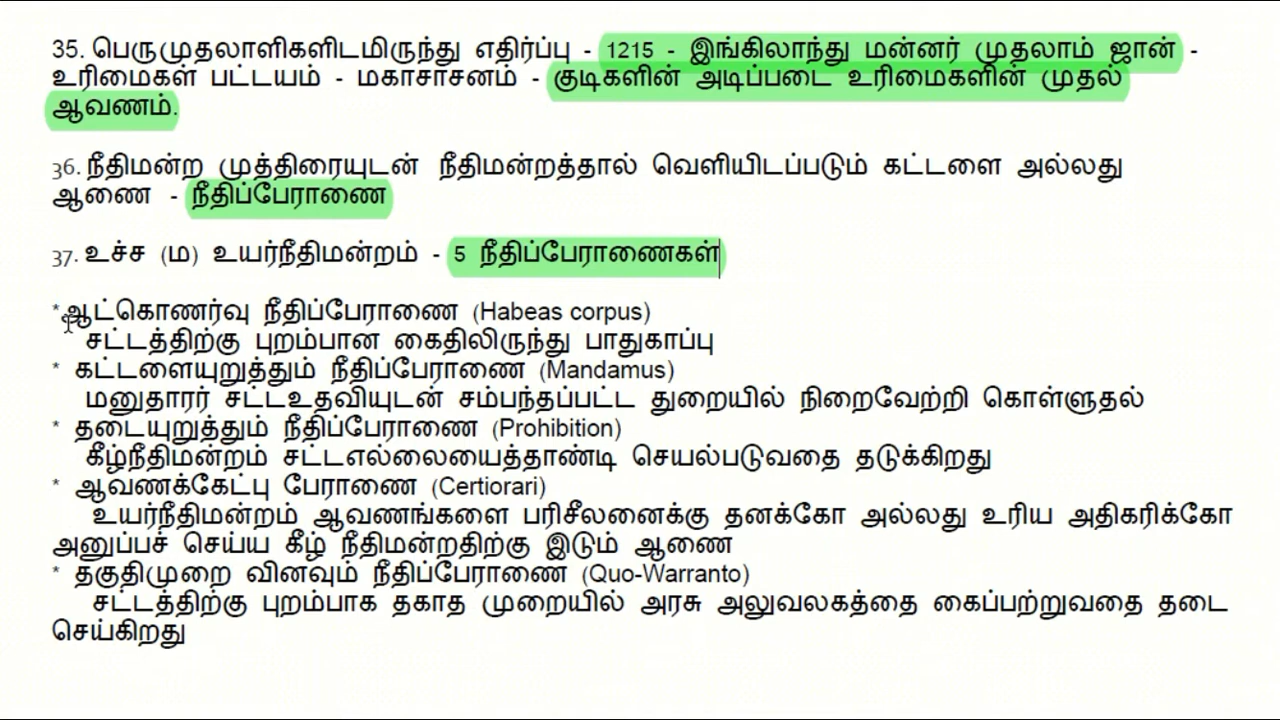 35. பெருமுதலாளிகளிடமிருந்து எதிர்ப்பு - 1215 - இங்கிலாந்து மன்னர் முதலாம் ஜான் -
உரிமைகள் பட்டயம் - மகாசாசனம் - குடிகளின் அடிப்படை உரிமைகளின் முதல்
ஆவணம்.
36. நீதிமன்ற முத்திரையுடன் நீதிமன்றத்தால் வெளியிடப்படும் கட்டளை அல்லது
ஆணை - நீதிப்பேராணை
37. உச்ச (ம) உயர்நீதிமன்றம் - 5 நீதிப்பேராணைகள்
*ஆட்கொணர்வு நீதிப்பேராணை (Habeas corpus)
சட்டத்திற்கு புறம்பான கைதிலிருந்து பாதுகாப்பு
* கட்டளையுறுத்தும் நீதிப்பேராணை (Mandamus)
மனுதாரர் சட்டஉதவியுடன் சம்பந்தப்பட்ட துறையில் நிறைவேற்றி கொள்ளுதல்
* தடையுறுத்தும் நீதிப்பேராணை (Prohibition)
கீழ்நீதிமன்றம் சட்டஎல்லையைத்தாண்டி செயல்படுவதை தடுக்கிறது
* ஆவணக்கேட்பு பேராணை (Certiorari)
உயர்நீதிமன்றம் ஆவணங்களை பரிசீலனைக்கு தனக்கோ அல்லது உரிய அதிகரிக்கோ
அனுப்பச் செய்ய கீழ் நீதிமன்றதிற்கு இடும் ஆணை
* தகுதிமுறை வினவும் நீதிப்பேராணை (Quo-Warranto)
சட்டத்திற்கு புறம்பாக தகாத முறையில் அரசு அலுவலகத்தை கைப்பற்றுவதை தடை
செய்கிறது